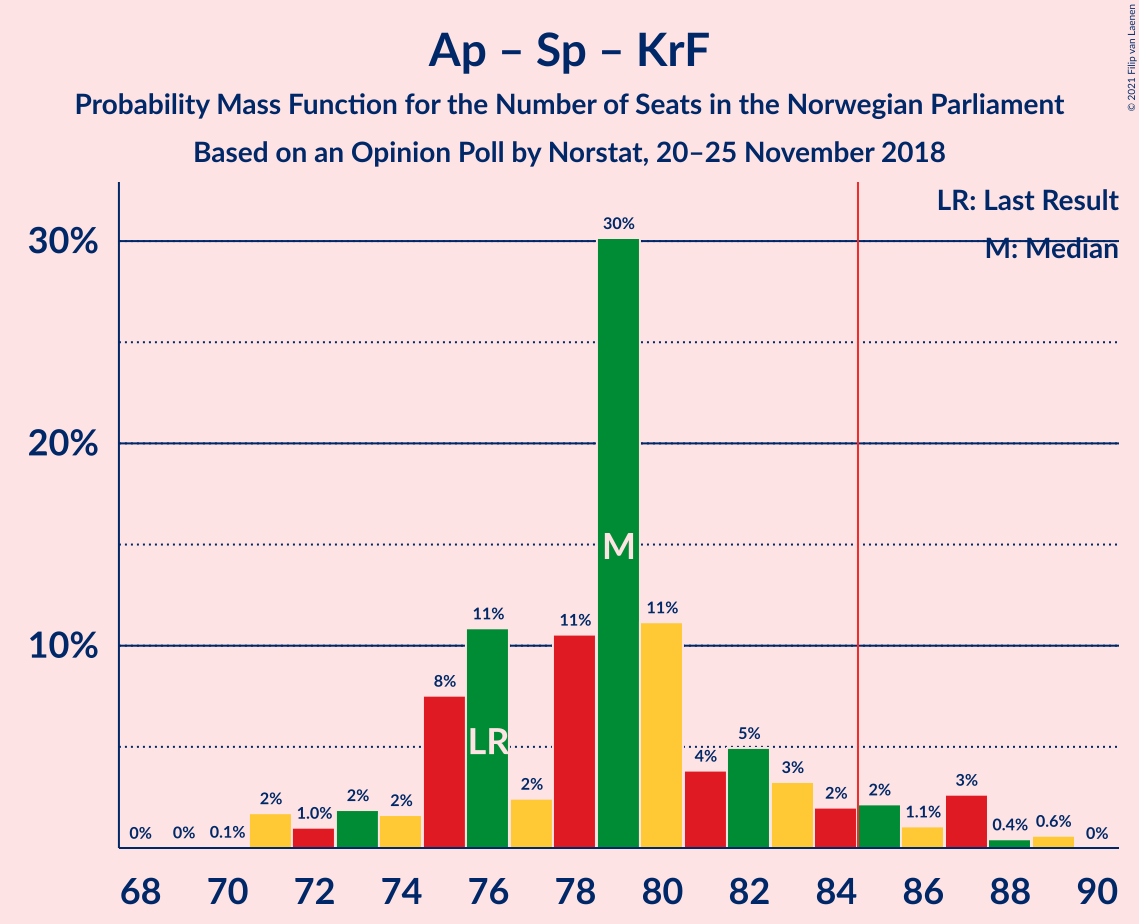 Ap – Sp – KrF
Probability Mass Function for the Number of Seats in the Norwegian Parliament
Based on an Opinion Poll by Norstat, 20–25 November 2018
© 2021 Filip van Laenen
LR: Last Result
M: Median
30%
20%
10%
0% 0% 0.1% 2% 1.0% 2% 2% 8% 11% 2% 11% 30% 11% 4% 5% 3% 2% 2% 1.1% 3% 0.4% 0.6% 0%
M
LR
68 70 72 74 76 78 80 82 84 86 88 90